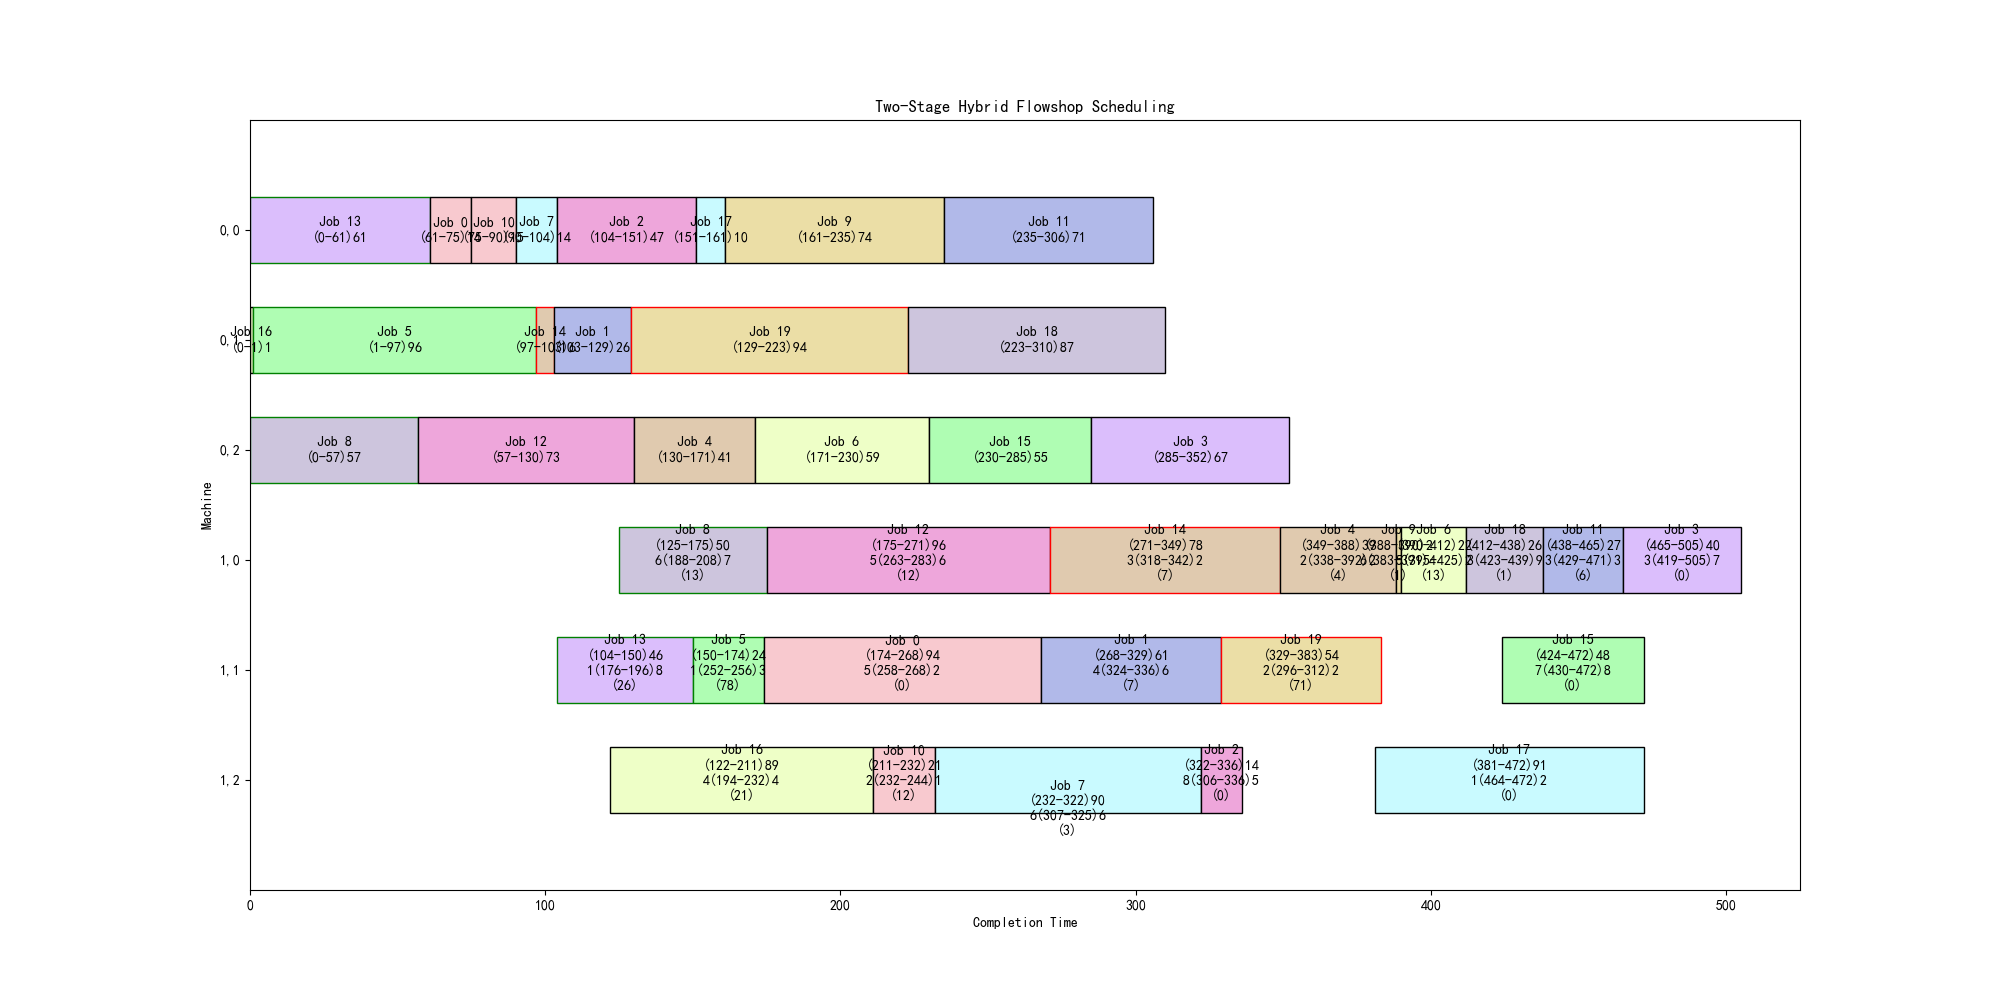 Two-Stage Hybrid Flowshop Scheduling
0,0
Job 13
(0-61)61
Job 0
(61-75)14
Job 10
(75-90)15
Job 7
(90-104)14
Job 2
(104-151)47
Job 17
(151-161)10
Job 9
(161-235)74
Job 11
(235-306)71
0,1
Job 16
(0-1)1
Job 5
(1-97)96
Job 14
(97-103)6
Job 1
(103-129)26
Job 19
(129-223)94
Job 18
(223-310)87
0,2
Job 8
(0-57)57
Job 12
(57-130)73
Job 4
(130-171)41
Job 6
(171-230)59
Job 15
(230-285)55
Job 3
(285-352)67
Machine
1,0
Job 8
(125-175)50
6(188-208)7
(13)
Job 12
(175-271)96
5(263-283)6
(12)
Job 14
(271-349)78
3(318-342)2
(7)
Job 4
(349-388)39
2(338-392)2
(4)
Job 9
(388-390)2
(1)
Job 6
(390-412)22
(13)
Job 18
(412-438)26
(423-439)9
(1)
Job 11
(438-465)27
3(429-471)3
(6)
Job 3
(465-505)40
3(419-505)7
(0)
1,1
Job 13
(104-150)46
1(176-196)8
(26)
Job 5
(150-174)24
1(252-256)3
(78)
Job 0
(174-268)94
5(258-268)2
(0)
Job 1
(268-329)61
4(324-336)6
(7)
Job 19
(329-383)54
2(296-312)2
(71)
Job 15
(424-472)48
7(430-472)8
(0)
1,2
Job 16
(122-211)89
4(194-232)4
(21)
Job 10
(211-232)21
2(232-244)1
(12)
Job 7
(232-322)90
6(307-325)6
(3)
Job 2
(322-336)14
8(306-336)5
(0)
Job 17
(381-472)91
1(464-472)2
(0)
0
100
200
300
400
500
Completion Time